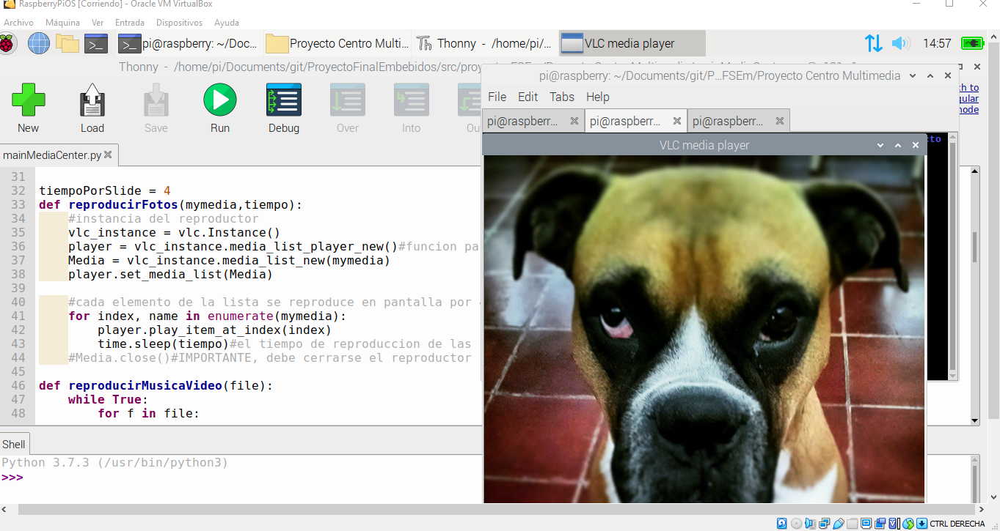 RaspberryPiOS [Corriendo] - Oracle VM VirtualBox
Archivo Máquina Ver Entrada Dispositivos Ayuda
pi@raspberry: ~/Doc... Proyecto Centro Multi... Thonny - /home/pi/... VLC media player 14:57
Thonny - /home/pi/Documents/git/ProyectoFinalEmbebidos/src/proy
pi@raspberry: ~/Documents/git/P...FSEm/Proyecto Centro Multimedia
New Load Save Run Debug Over Into Ou
File Edit Tabs Help
pi@raspberr... pi@raspberr... pi@raspberr...
cto
VLC media player
mainMediaCenter.py
31
32 tiempoPorSlide = 4
33 def reproducirFotos(mymedia,tiempo):
34 #instancia del reproductor
35 vlc_instance = vlc.Instance()
36 player = vlc_instance.media_list_player_new()#funcion pa
37 Media = vlc_instance.media_list_new(mymedia)
38 player.set_media_list(Media)
39
40 #cada elemento de la lista se reproduce en pantalla por
41 for index, name in enumerate(mymedia):
42 player.play_item_at_index(index)
43 time.sleep(tiempo)#el tiempo de reproduccion de las
44 #Media.close()#IMPORTANTE, debe cerrarse el reproductor
45
46 def reproducirMusicaVideo(file):
47 while True:
48 for f in file:
Shell
Python 3.7.3 (/usr/bin/python3)
>>>
CTRL DERECHA